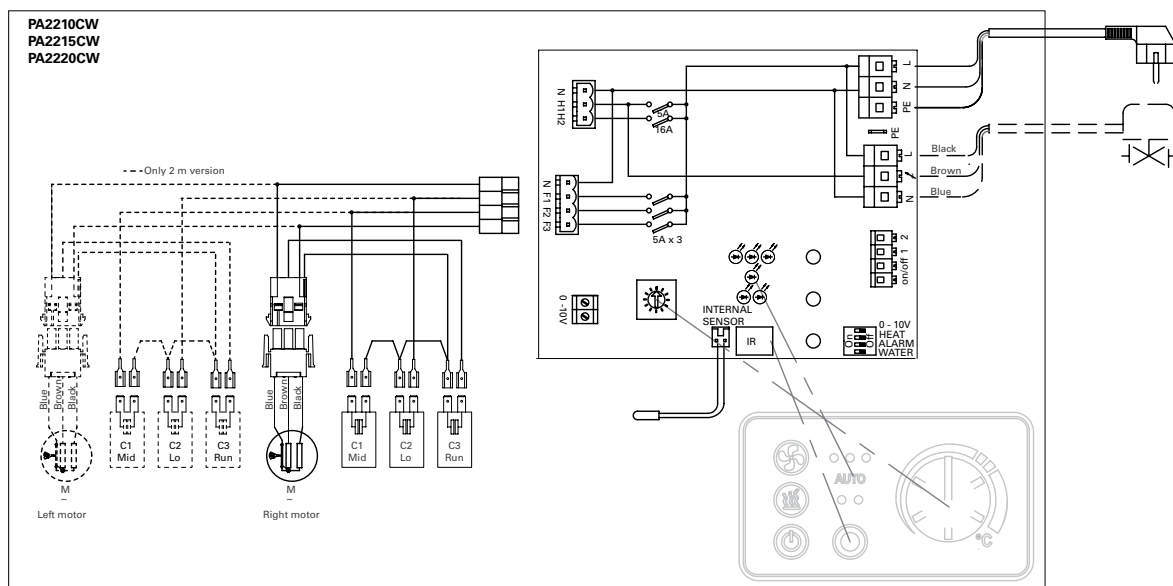 PA2210CW
PA2215CW
PA2220CW
Only 2 m version
N H1H2
5A
16A
N F1 F2 F3
5A x 3
L
N
PE
PE
L
N
Black
Brown
Blue
on/off 1 2
0 -10V
INTERNAL
SENSOR
IR
On
Off
0 - 10V
HEAT
ALARM
WATER
Blue
Brown
Black
C1
Mid
C2
Lo
C3
Run
M
~
Left motor
Blue
Brown
Black
C1
Mid
C2
Lo
C3
Run
M
~
Right motor
AUTO
°C